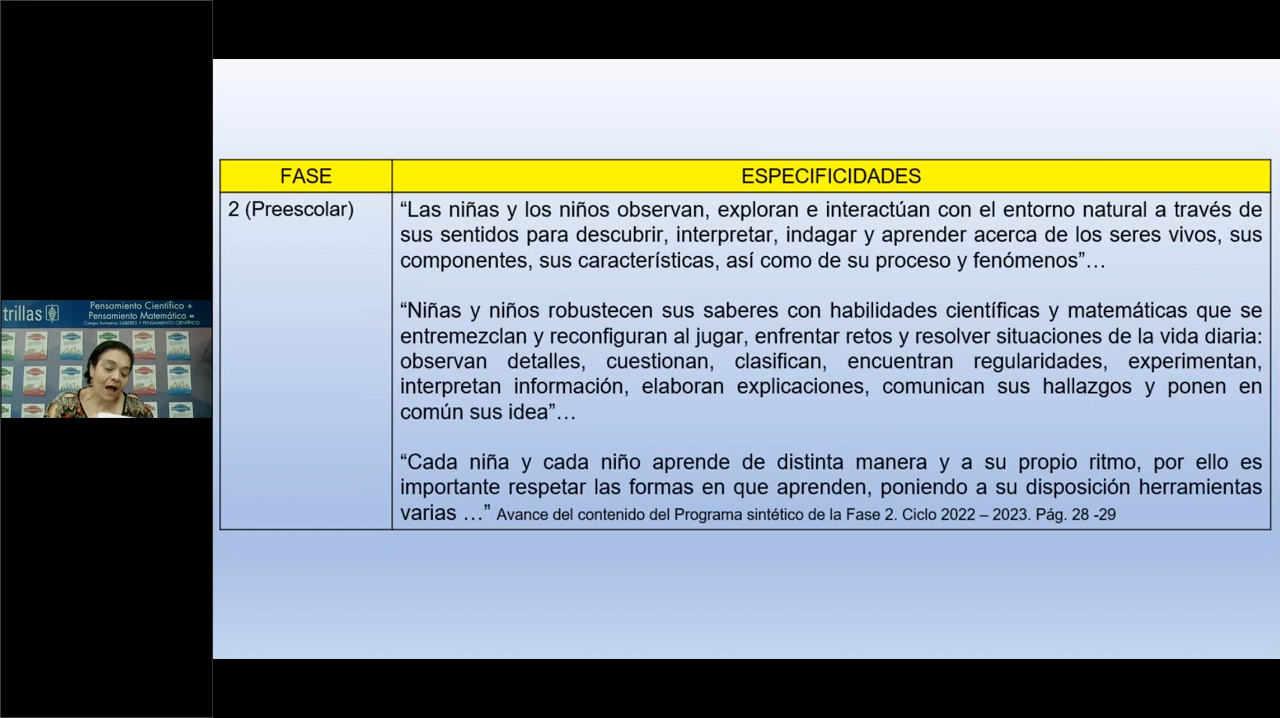 trillas
Pensamiento Científico +
Pensamiento Matemático =
Campo formativo SABERES Y PENSAMIENTO CIENTÍFICO
FASE
ESPECIFICIDADES
2 (Preescolar)
“Las niñas y los niños observan, exploran e interactúan con el entorno natural a través de
sus sentidos para descubrir, interpretar, indagar y aprender acerca de los seres vivos, sus
componentes, sus características, así como de su proceso y fenómenos”…
“Niñas y niños robustecen sus saberes con habilidades científicas y matemáticas que se
entremezclan y reconfiguran al jugar, enfrentar retos y resolver situaciones de la vida diaria:
observan detalles, cuestionan, clasifican, encuentran regularidades, experimentan,
interpretan información, elaboran explicaciones, comunican sus hallazgos y ponen en
común sus idea”…
“Cada niña y cada niño aprende de distinta manera y a su propio ritmo, por ello es
importante respetar las formas en que aprenden, poniendo a su disposición herramientas
varias …” Avance del contenido del Programa sintético de la Fase 2. Ciclo 2022 – 2023. Pág. 28 -29